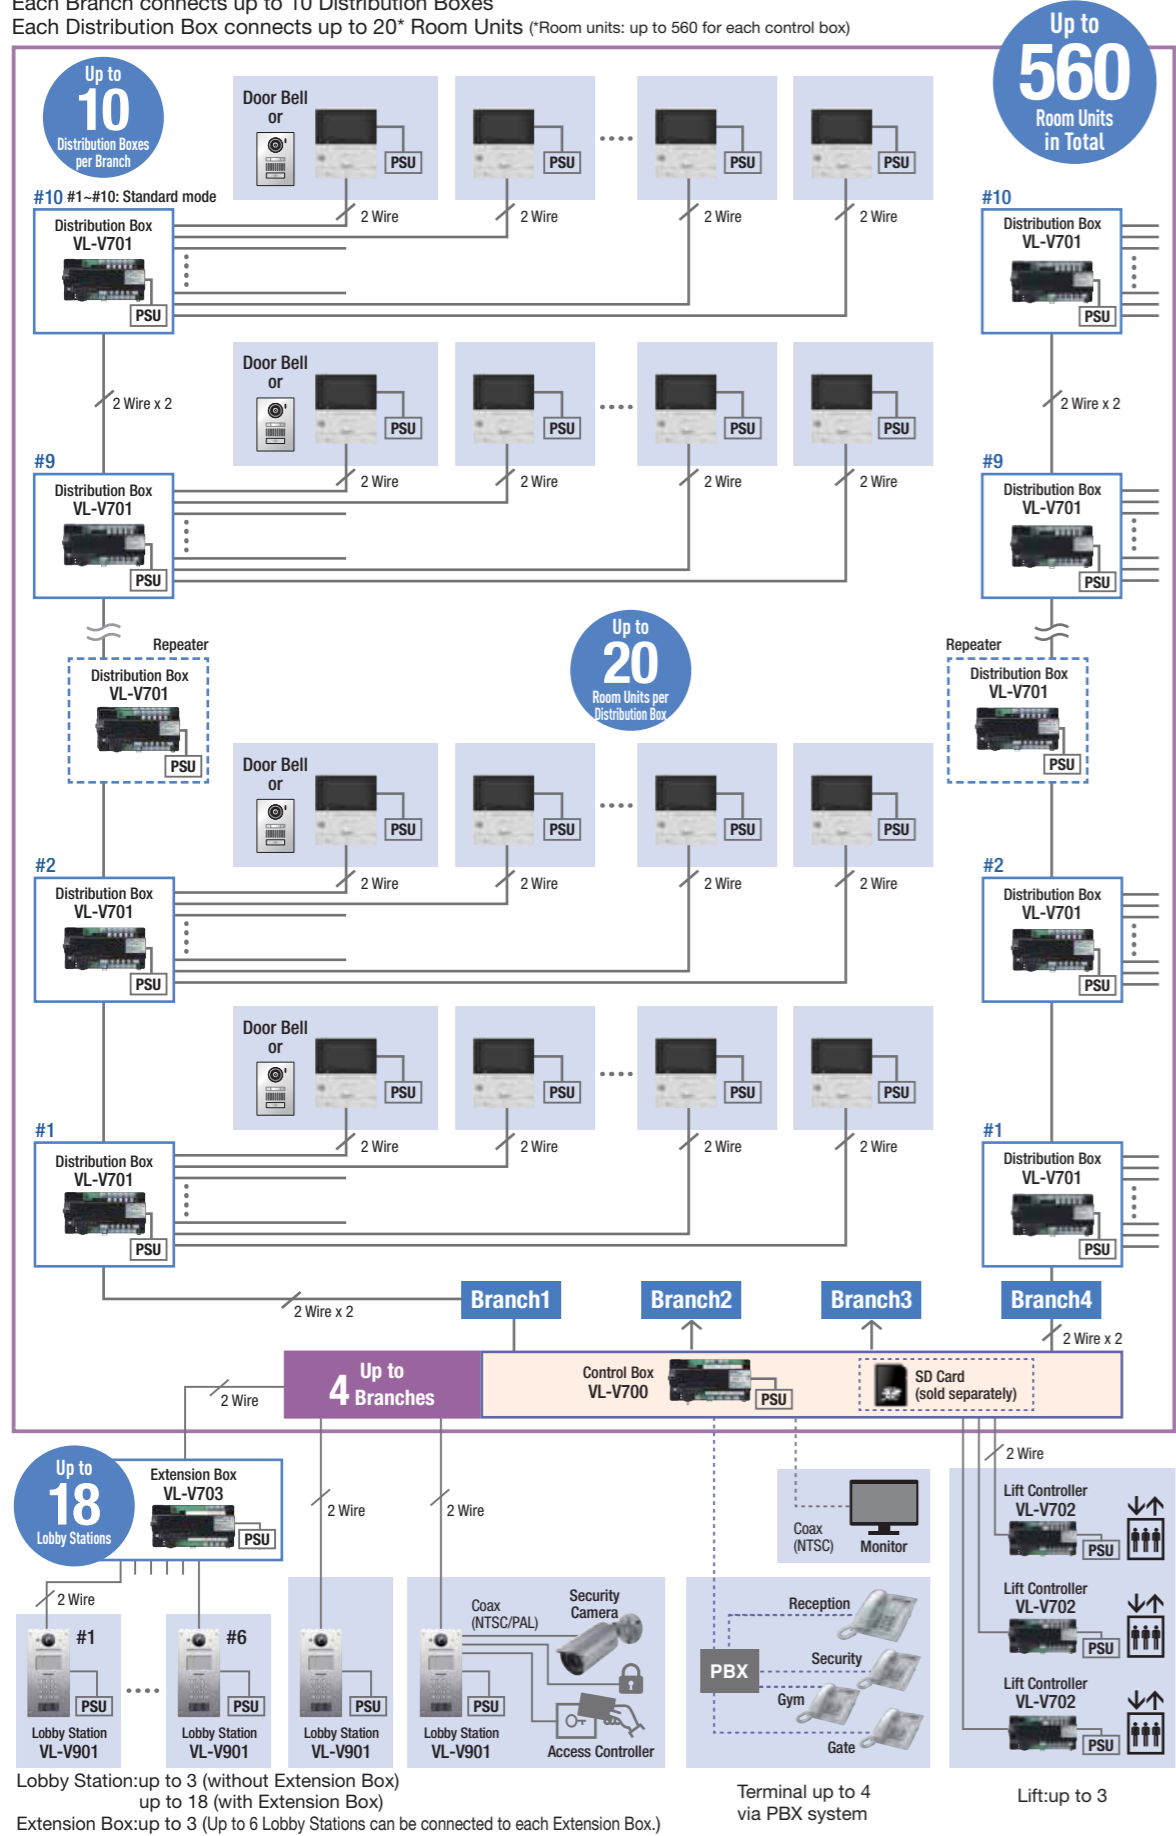 Each Branch connects up to 10 Distribution Boxes
Each Distribution Box connects up to 20* Room Units (*Room units: up to 560 for each control box)
Up to
560
Room Units
in Total
Up to
10
Distribution Boxes
per Branch
#10 #1~#10: Standard mode
Distribution Box
VL-V701
PSU
Door Bell
or
PSU
PSU
PSU
PSU
2 Wire
2 Wire
2 Wire
2 Wire
#10
Distribution Box
VL-V701
PSU
2 Wire x 2
2 Wire x 2
#9
Distribution Box
VL-V701
PSU
Door Bell
or
PSU
PSU
PSU
PSU
2 Wire
2 Wire
2 Wire
2 Wire
#9
Distribution Box
VL-V701
PSU
Repeater
Distribution Box
VL-V701
PSU
Up to
20
Room Units per
Distribution Box
Repeater
Distribution Box
VL-V701
PSU
#2
Distribution Box
VL-V701
PSU
Door Bell
or
PSU
PSU
PSU
PSU
2 Wire
2 Wire
2 Wire
2 Wire
#2
Distribution Box
VL-V701
PSU
#1
Distribution Box
VL-V701
PSU
Door Bell
or
PSU
PSU
PSU
PSU
2 Wire
2 Wire
2 Wire
2 Wire
#1
Distribution Box
VL-V701
PSU
2 Wire x 2
Branch1
Branch2
Branch3
Branch4
2 Wire x 2
Up to
4 Branches
Control Box
VL-V700
PSU
SD Card
(sold separately)
2 Wire
Up to
18
Lobby Stations
Extension Box
VL-V703
PSU
2 Wire
2 Wire
2 Wire
2 Wire
#1
PSU
Lobby Station
VL-V901
#6
PSU
Lobby Station
VL-V901
PSU
Lobby Station
VL-V901
Coax
(NTSC/PAL)
Security
Camera
PSU
Lobby Station
VL-V901
Access Controller
Coax
(NTSC)
Monitor
PBX
Reception
Security
Gym
Gate
Lift Controller
VL-V702
PSU
Lift Controller
VL-V702
PSU
Lift Controller
VL-V702
PSU
Lobby Station:up to 3 (without Extension Box)
up to 18 (with Extension Box)
Extension Box:up to 3 (Up to 6 Lobby Stations can be connected to each Extension Box.)
Terminal up to 4
via PBX system
Lift:up to 3